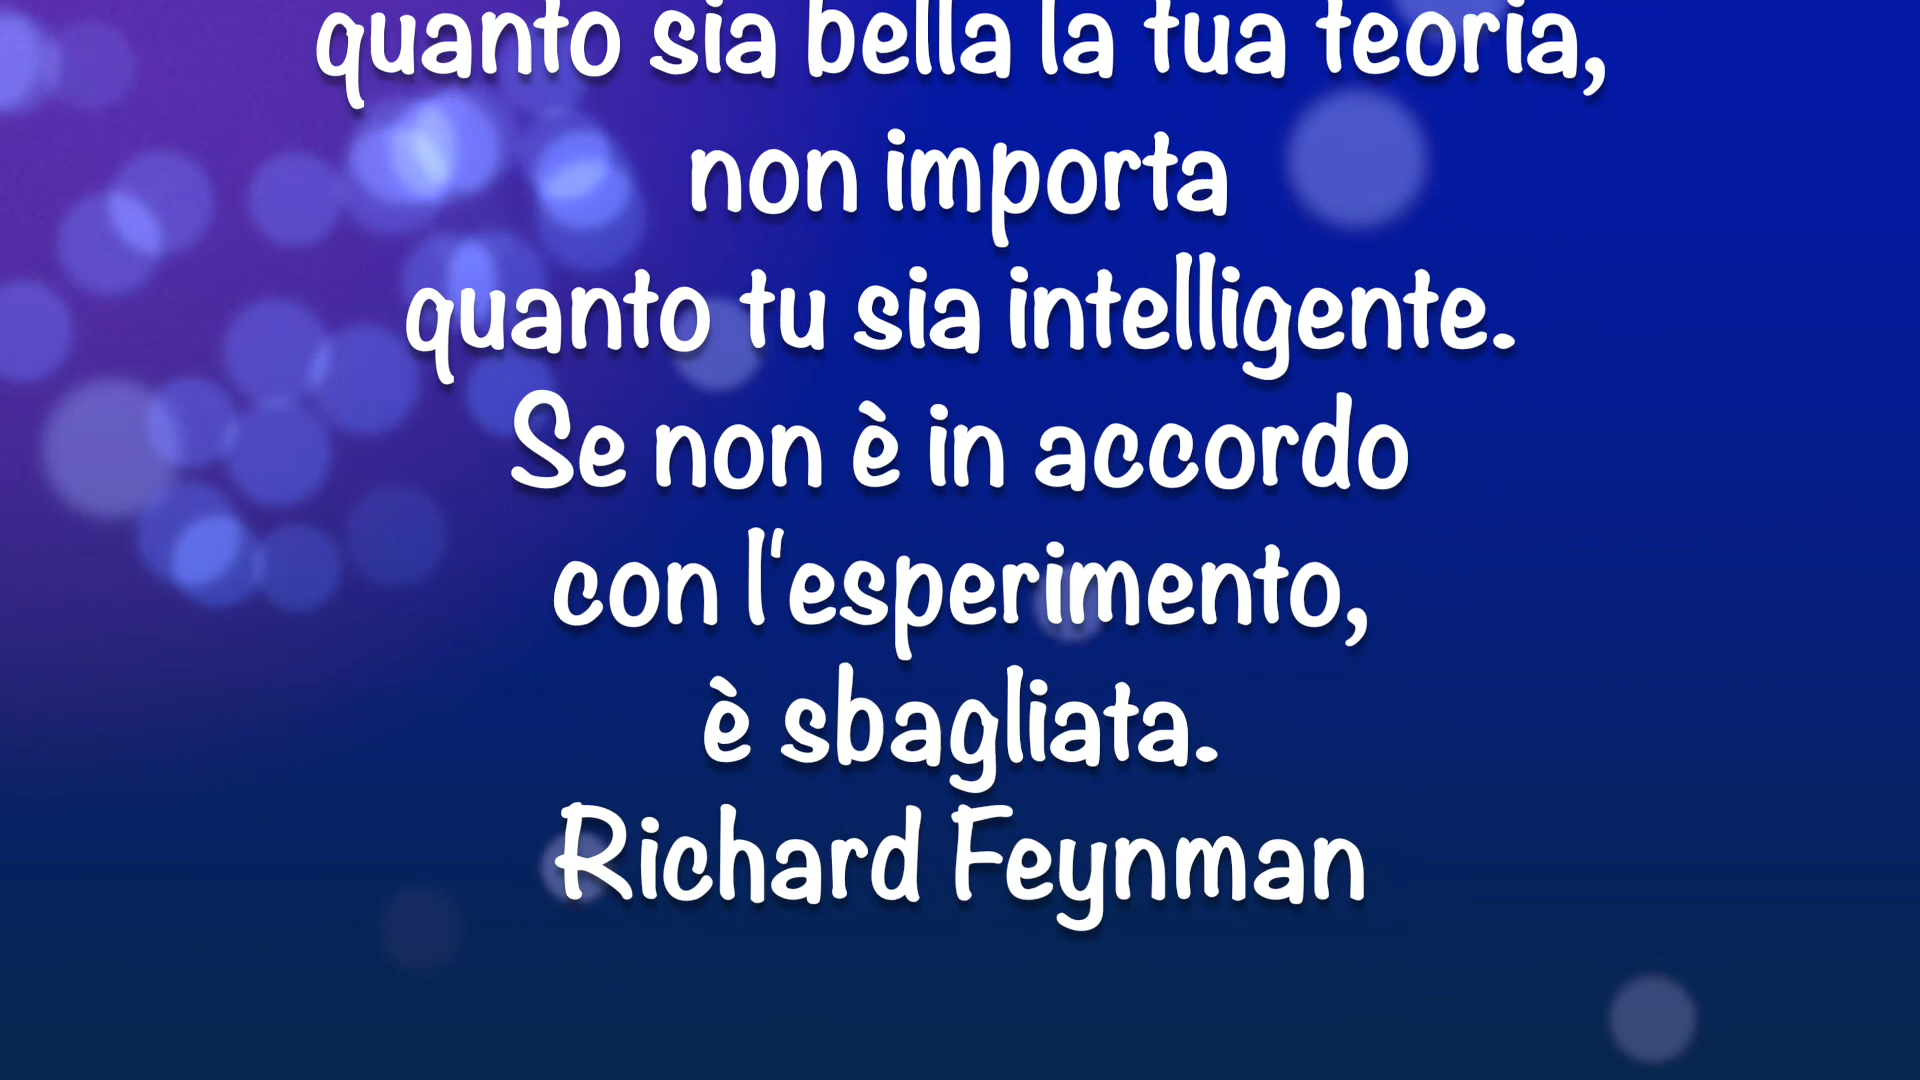 quanto sia bella la tua teoria,
non importa
quanto tu sia intelligente.
Se non è in accordo
con l'esperimento,
è sbagliata.
Richard Feynman